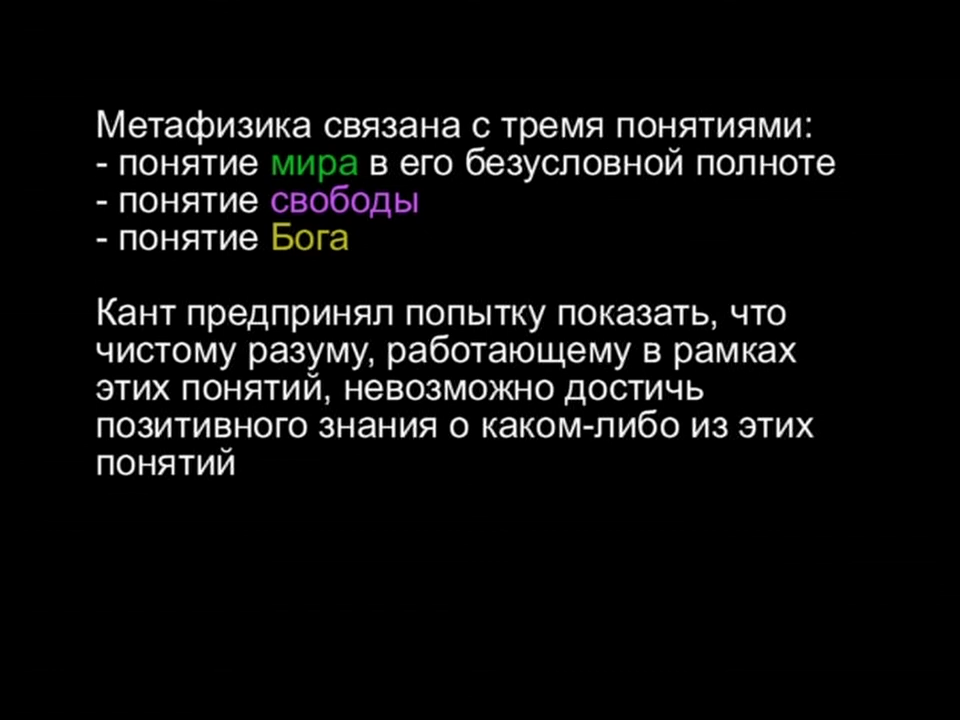 Метафизика связана с тремя понятиями:
- понятие мира в его безусловной полноте
- понятие свободы
- понятие Бога
Кант предпринял попытку показать, что
чистому разуму, работающему в рамках
этих понятий, невозможно достичь
позитивного знания о каком-либо из этих
понятий